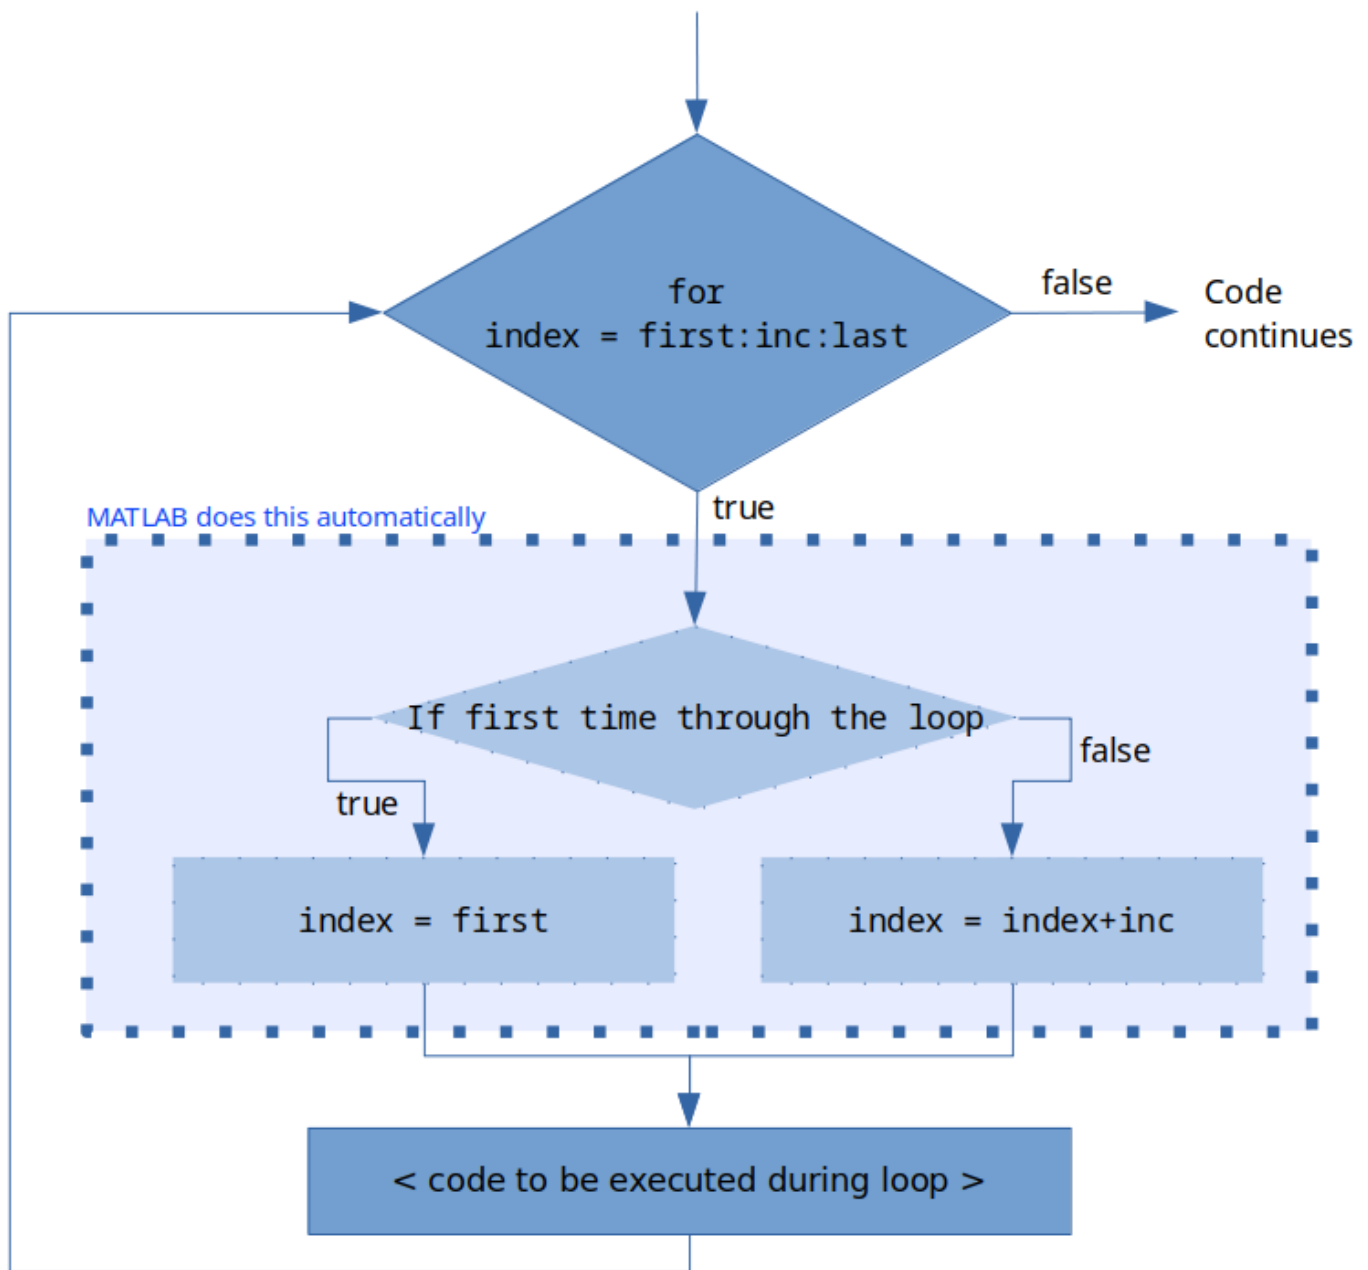 for
index = first:inc:last
false
Code
continues
true
MATLAB does this automatically
If first time through the loop
false
true
index = first
index = index+inc
< code to be executed during loop >